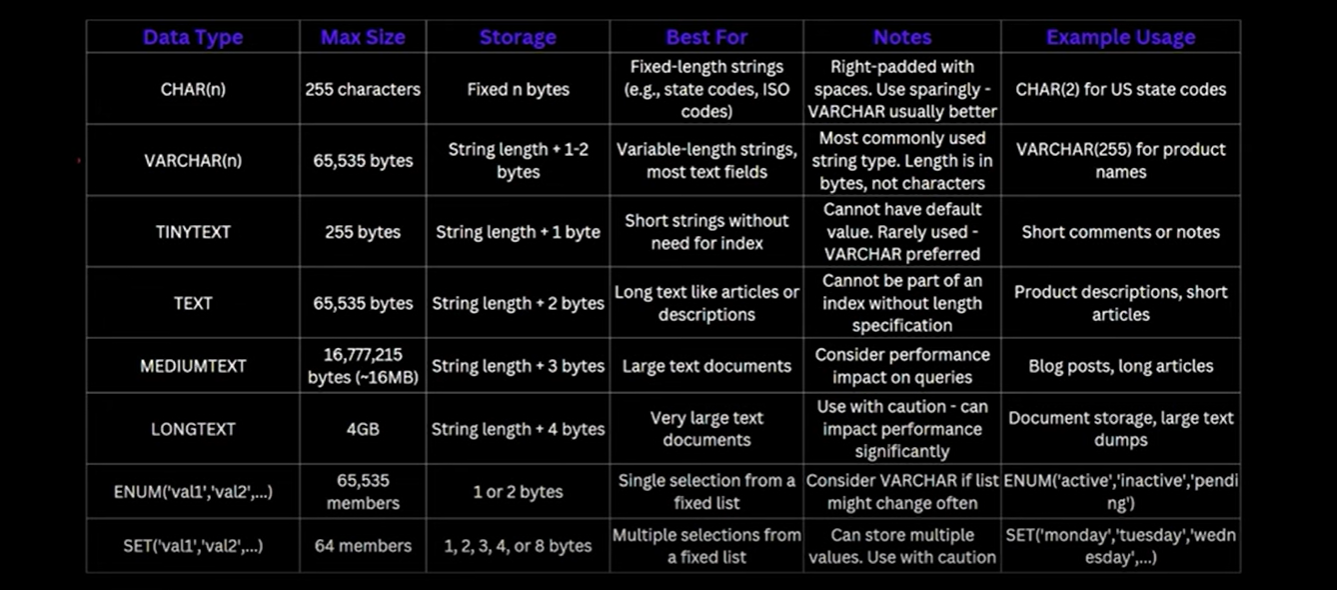 Data Type Max Size Storage Best For Notes Example Usage
CHAR(n) 255 characters Fixed n bytes Fixed-length strings (e.g., state codes, ISO codes) Right-padded with spaces. Use sparingly - VARCHAR usually better CHAR(2) for US state codes
VARCHAR(n) 65,535 bytes String length + 1-2 bytes Variable-length strings, most text fields Most commonly used string type. Length is in bytes, not characters VARCHAR(255) for product names
TINYTEXT 255 bytes String length + 1 byte Short strings without need for index Cannot have default value. Rarely used - VARCHAR preferred Short comments or notes
TEXT 65,535 bytes String length + 2 bytes Long text like articles or descriptions Cannot be part of an index without length specification Product descriptions, short articles
MEDIUMTEXT 16,777,215 bytes (~16MB) String length + 3 bytes Large text documents Consider performance impact on queries Blog posts, long articles
LONGTEXT 4GB String length + 4 bytes Very large text documents Use with caution - can impact performance significantly Document storage, large text dumps
ENUM('val1','val2',...) 65,535 members 1 or 2 bytes Single selection from a fixed list Consider VARCHAR if list might change often ENUM('active','inactive','pending')
SET('val1','val2',...) 64 members 1, 2, 3, 4, or 8 bytes Multiple selections from a fixed list Can store multiple values. Use with caution SET('monday','tuesday','wednesday',...)